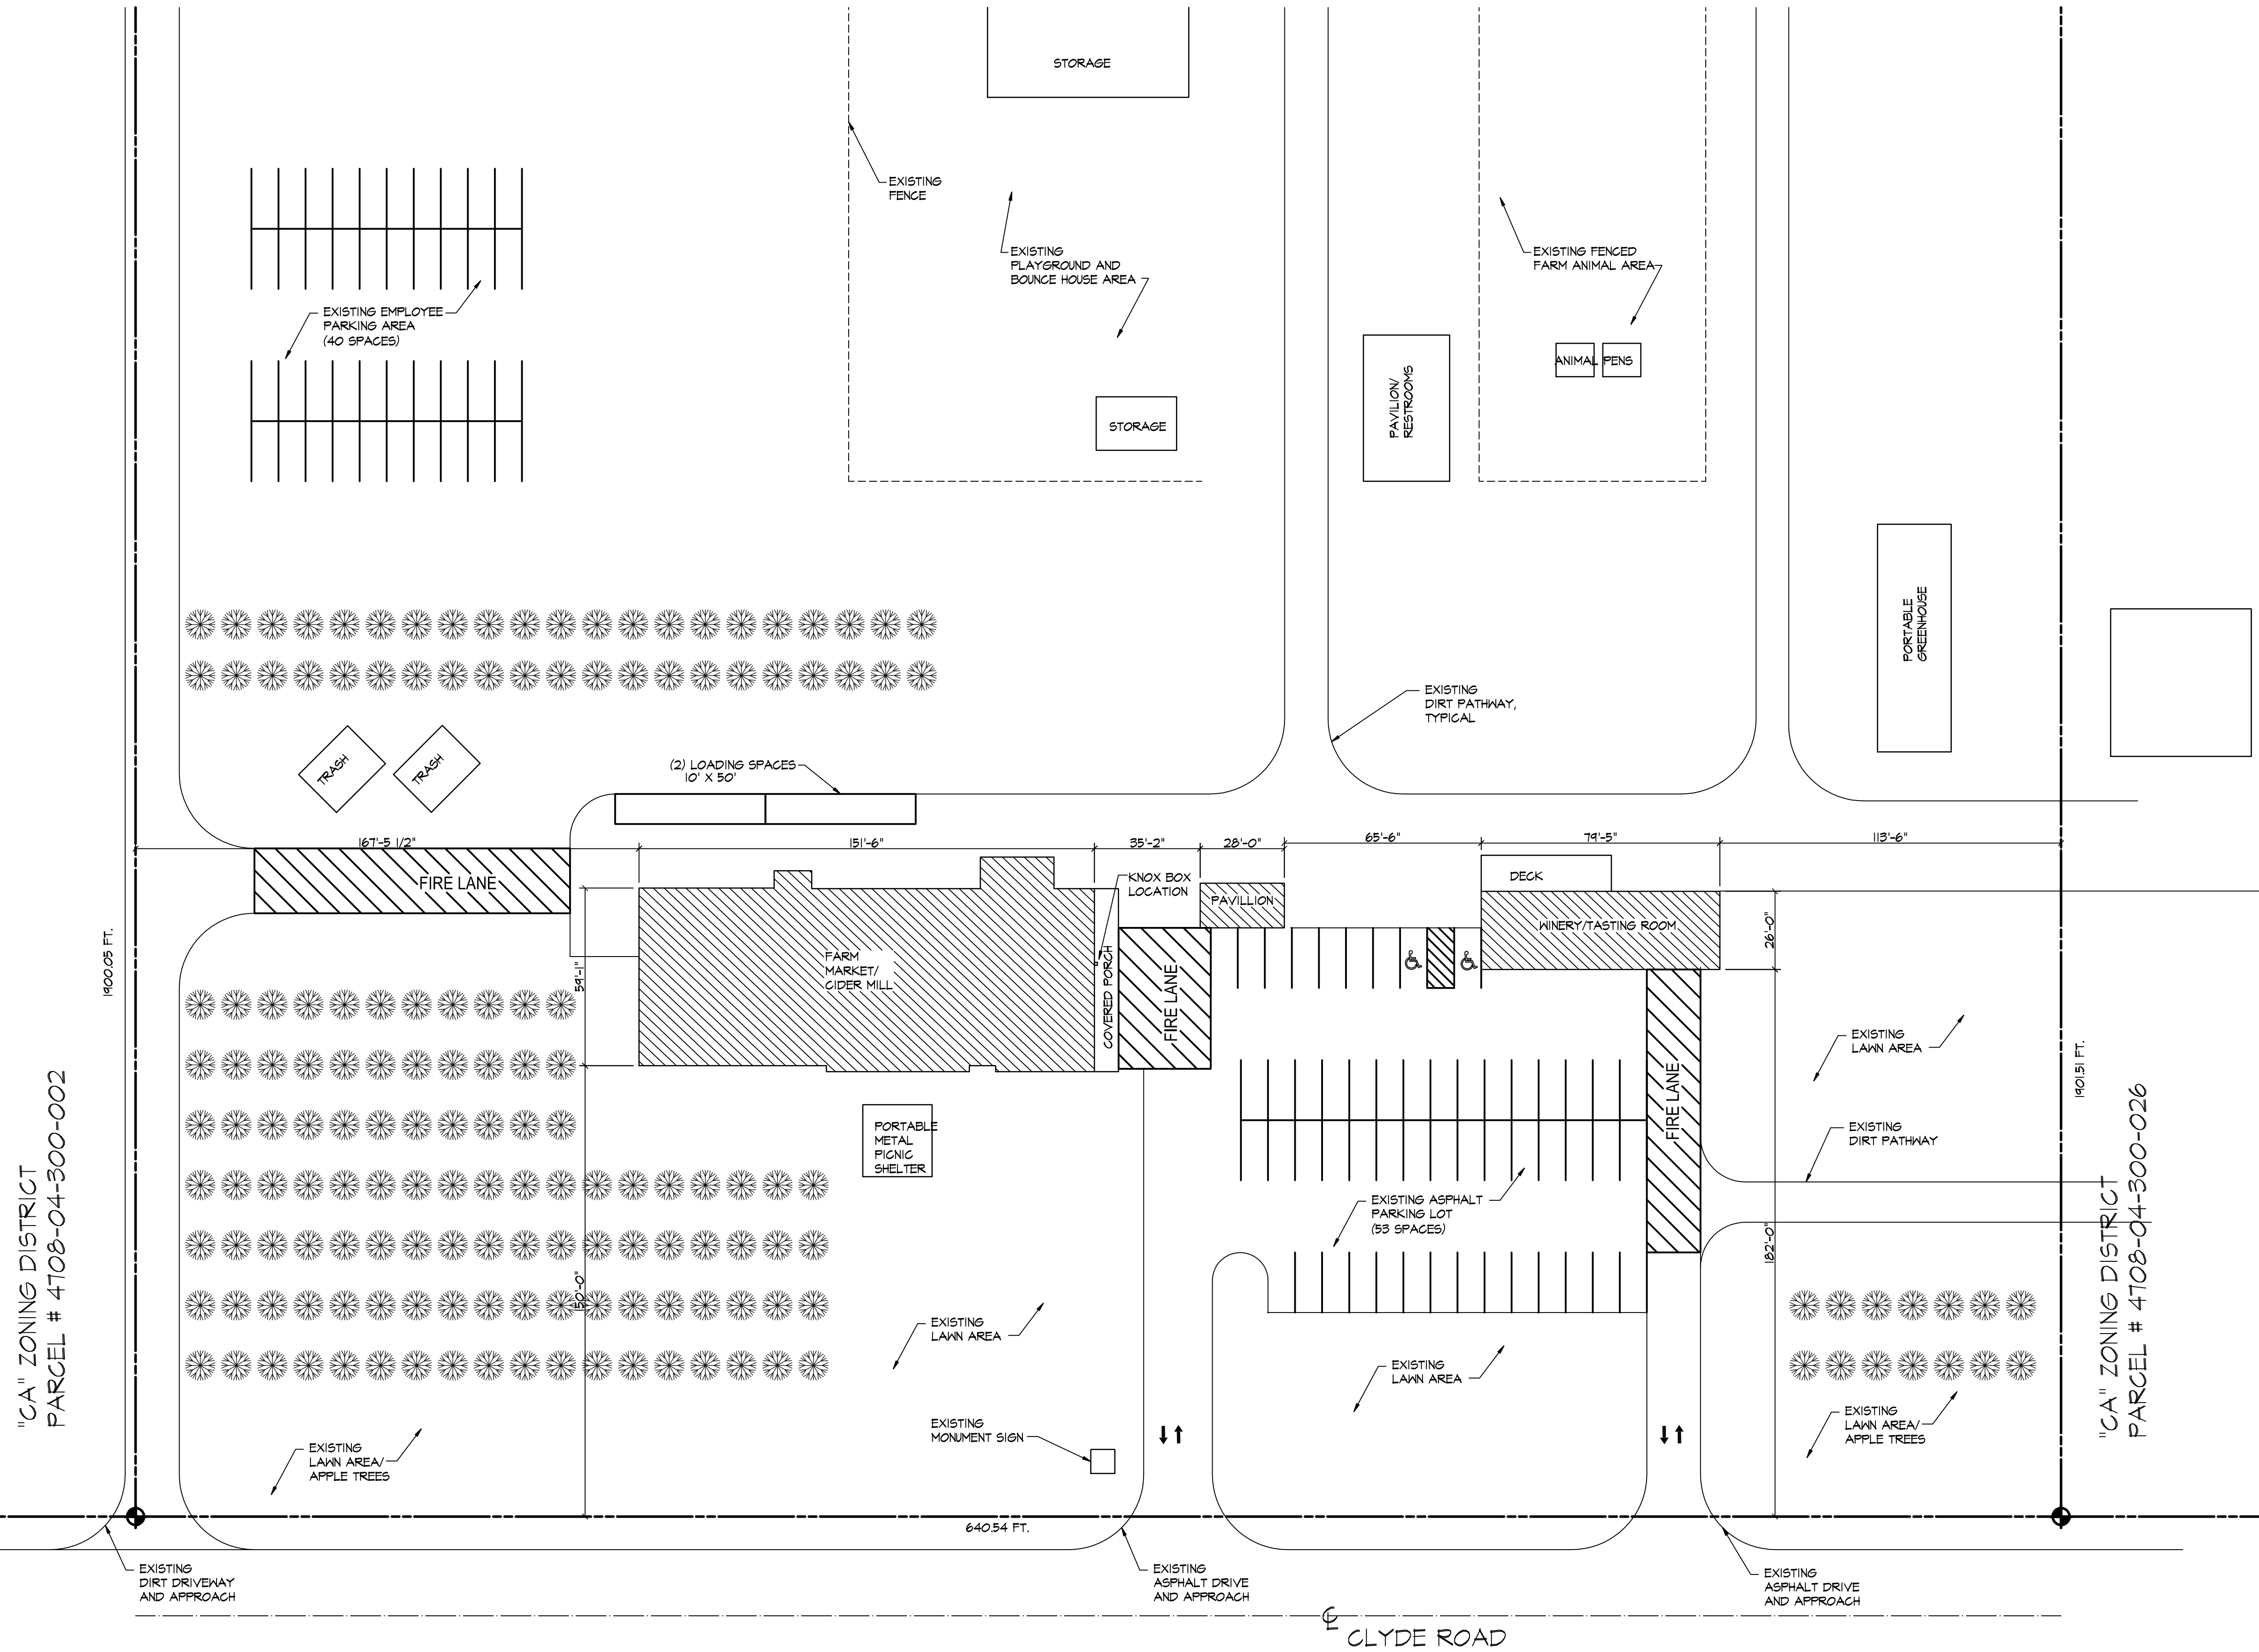 STORAGE
EXISTING
FENCE
EXISTING
PLAYGROUND AND
BOUNCE HOUSE AREA
EXISTING FENCED
FARM ANIMAL AREA
EXISTING EMPLOYEE
PARKING AREA
(40 SPACES)
ANIMAL PENS
PAVILION/
RESTROOMS
STORAGE
PORTABLE
GREENHOUSE
EXISTING
DIRT PATHWAY,
TYPICAL
TRASH
TRASH
(2) LOADING SPACES
10' X 50'
167'-5 1/2"
151'-6"
35'-2"
28'-0"
65'-6"
79'-5"
113'-6"
FIRE LANE
KNOX BOX
LOCATION
DECK
PAVILLION
WINERY/TASTING ROOM
26'-0"
1900.05 FT.
59'-1"
FARM
MARKET/
CIDER MILL
COVERED PORCH
FIRE LANE
FIRE LANE
EXISTING
LAWN AREA
1901.51 FT.
PORTABLE
METAL
PICNIC
SHELTER
EXISTING
DIRT PATHWAY
"CA" ZONING DISTRICT
PARCEL # 4708-04-300-002
EXISTING ASPHALT
PARKING LOT
(53 SPACES)
182'-0"
"CA" ZONING DISTRICT
PARCEL # 4708-04-300-026
150'-0"
EXISTING
LAWN AREA
EXISTING
LAWN AREA
EXISTING
MONUMENT SIGN
EXISTING
LAWN AREA/
APPLE TREES
EXISTING
LAWN AREA/
APPLE TREES
640.54 FT.
EXISTING
DIRT DRIVEWAY
AND APPROACH
EXISTING
ASPHALT DRIVE
AND APPROACH
EXISTING
ASPHALT DRIVE
AND APPROACH
CLYDE ROAD